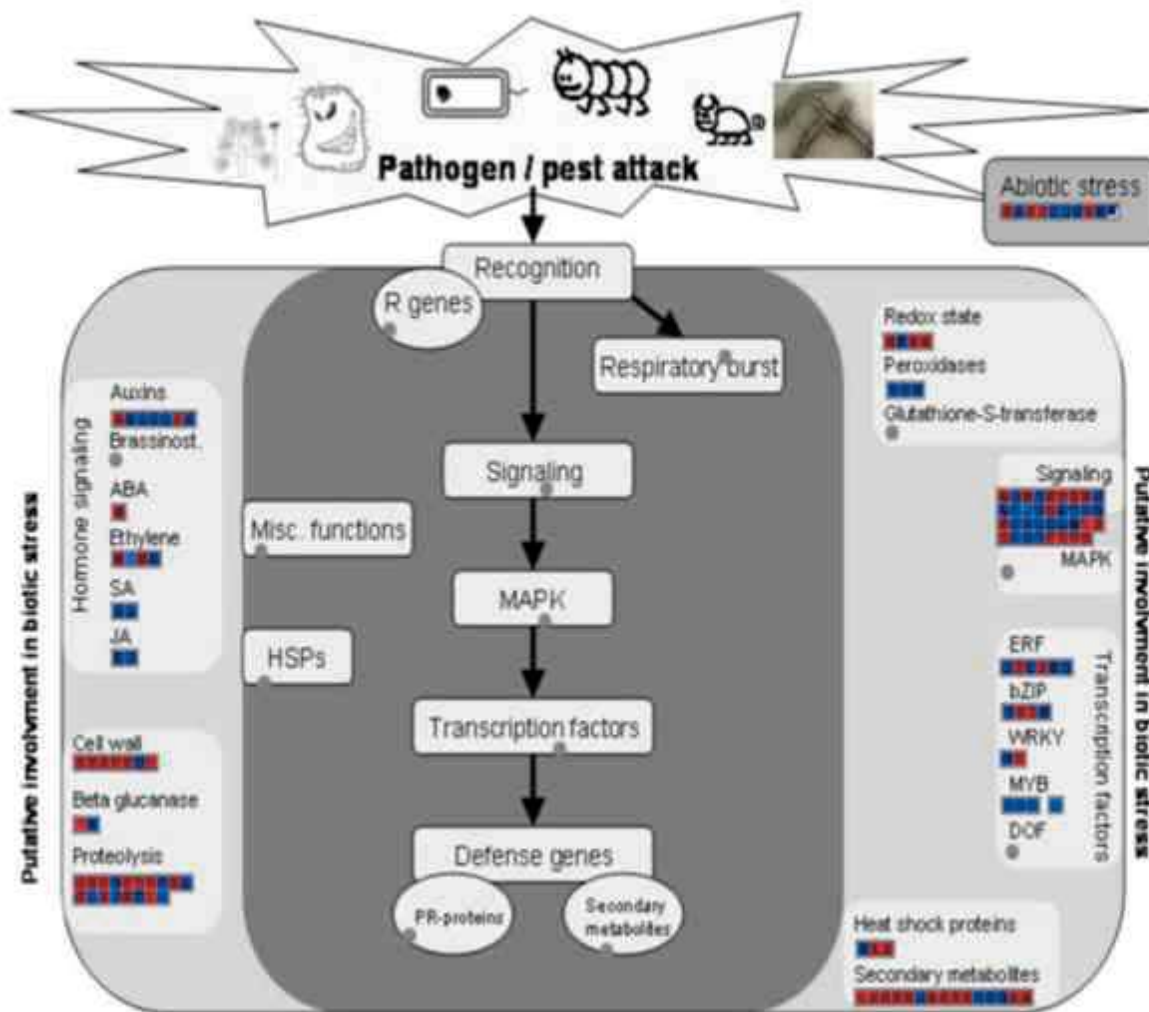 Pathogen / pest attack
Abiotic stress
Recognition
R genes
Respiratory burst
Redox state
Peroxidases
Glutathione-S-transferase
Hormone signaling
Auxins
Brassinost.
ABA
Ethylene
SA
JA
Signaling
Misc. functions
MAPK
HSPs
Transcription factors
Defense genes
PR-proteins
Secondary
metabolites
Putative involvment in biotic stress
Cell wall
Beta glucanase
Proteolysis
Signaling
MAPK
ERF
bZIP
WRKY
MYB
DOF
Transcription factors
Putative involvment in biotic stress
Heat shock proteins
Secondary metabolites